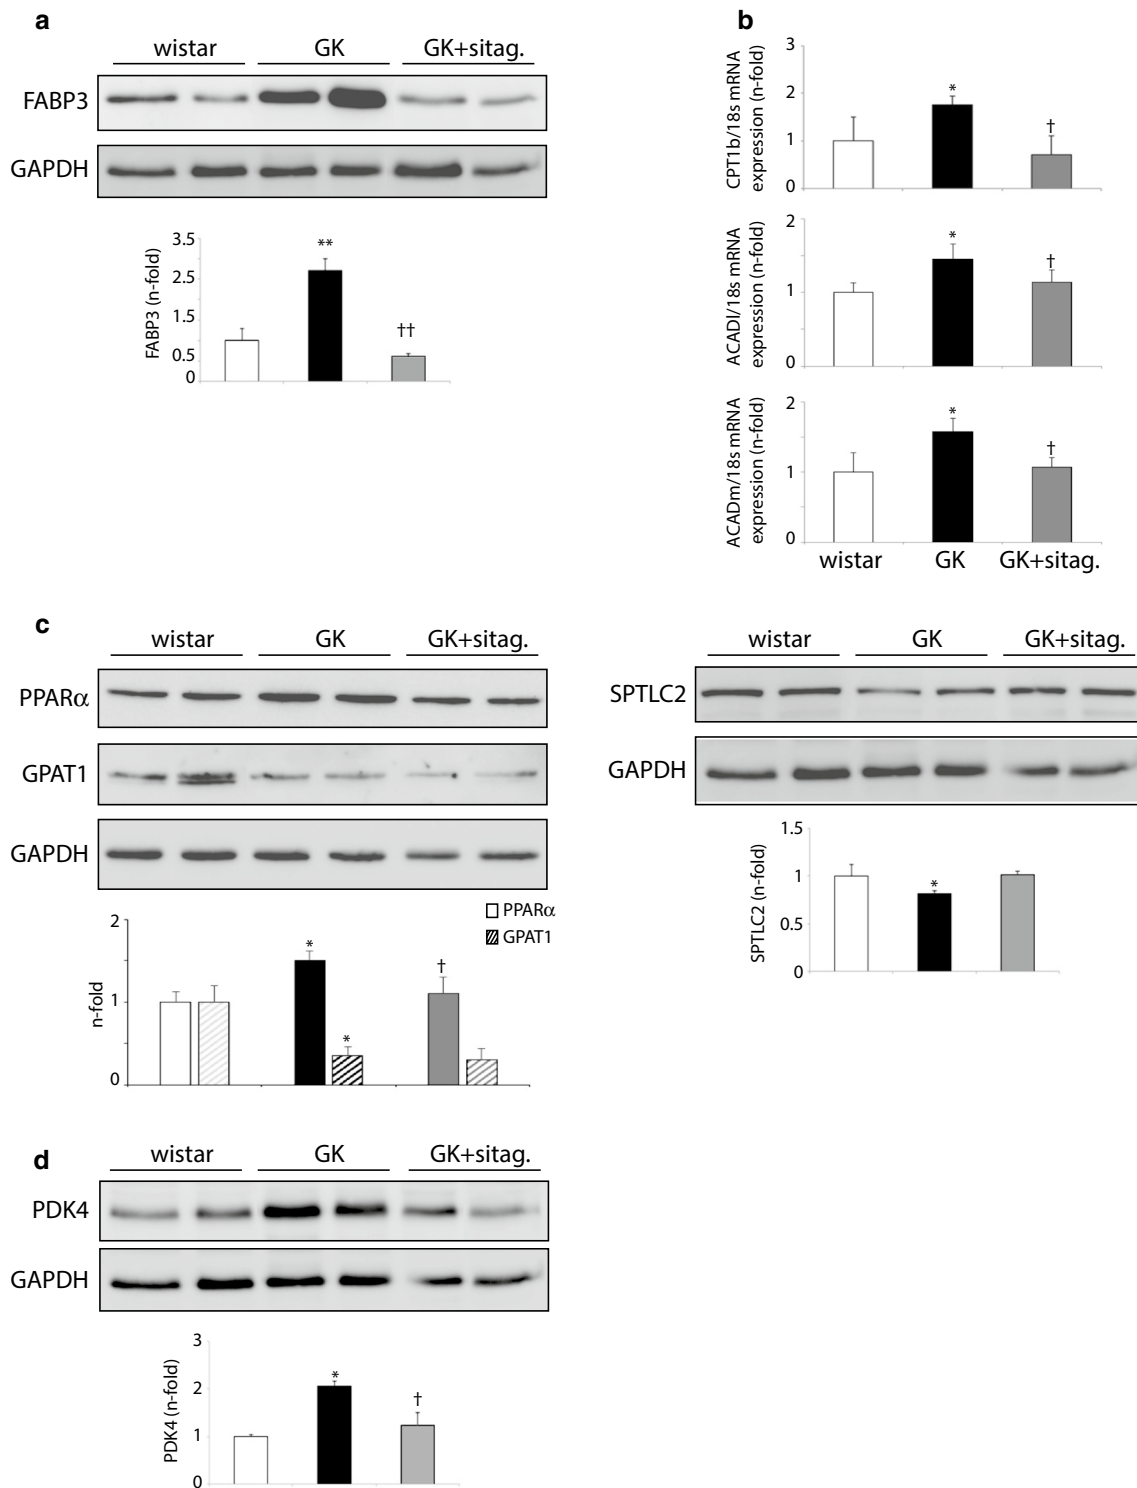 a
wistar GK GK+sitag.
FABP3
GAPDH
3.5
2.5
1.5
0.5
0
FABP3 (n-fold)
**
††
b
3
2
1
0
CPT1b/18s mRNA
expression (n-fold)
*
†
2
1
0
ACADl/18s mRNA
expression (n-fold)
*
†
2
1
0
ACADm/18s mRNA
expression (n-fold)
*
†
wistar GK GK+sitag.
c
wistar GK GK+sitag.
PPARα
GPAT1
GAPDH
PPARα
GPAT1
2
1
0
n-fold
*
*
†
wistar GK GK+sitag.
SPTLC2
GAPDH
1.5
1
0.5
0
SPTLC2 (n-fold)
*
d
wistar GK GK+sitag.
PDK4
GAPDH
3
2
1
0
PDK4 (n-fold)
*
†